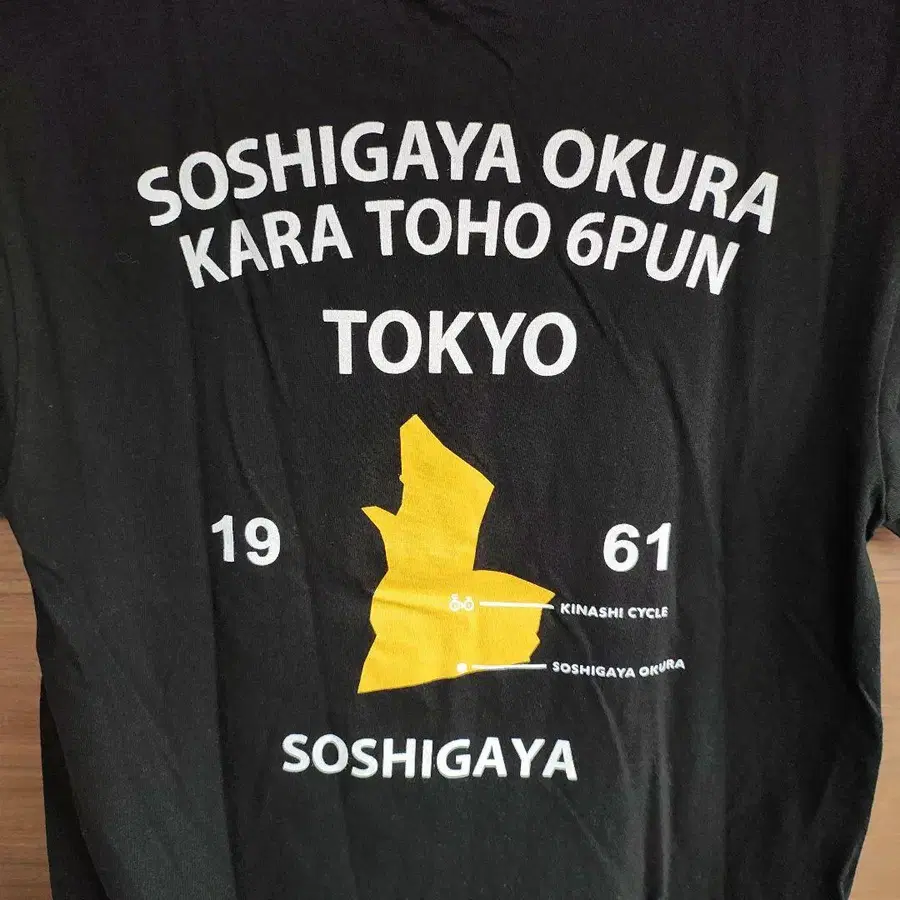 SOSHIGAYA OKURA
KARA TOHO 6PUN
TOKYO
19 61
KINASHI CYCLE
SOSHIGAYA OKURA
SOSHIGAYA